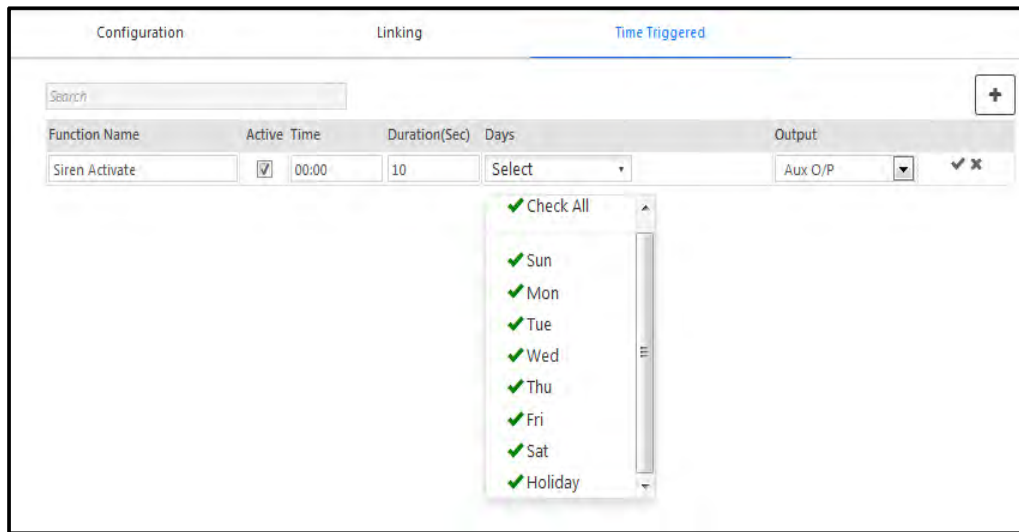 Configuration Linking Time Triggered
Search
+
Function Name Active Time Duration(Sec) Days Output
Siren Activate 00:00 10 Select Aux O/P
Check All
Sun
Mon
Tue
Wed
Thu
Fri
Sat
Holiday